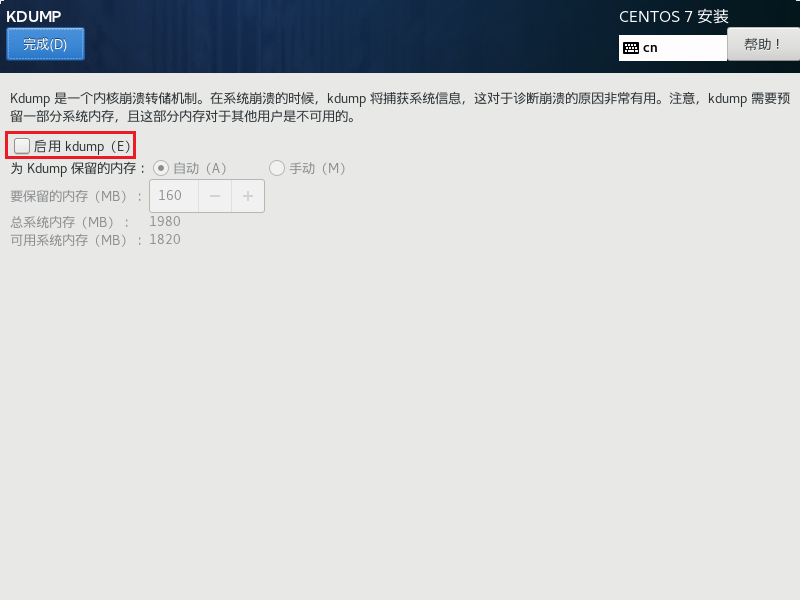 KDUMP
CENTOS 7 安装
完成(D)
cn
帮助！
Kdump 是一个内核崩溃转储机制。在系统崩溃的时候，kdump 将捕获系统信息，这对于诊断崩溃的原因非常有用。注意，kdump 需要预
留一部分系统内存，且这部分内存对于其他用户是不可用的。
启用 kdump（E）
为 Kdump 保留的内存： 自动（A） 手动（M）
要保留的内存（MB）： 160 − +
总系统内存（MB）： 1980
可用系统内存（MB）： 1820